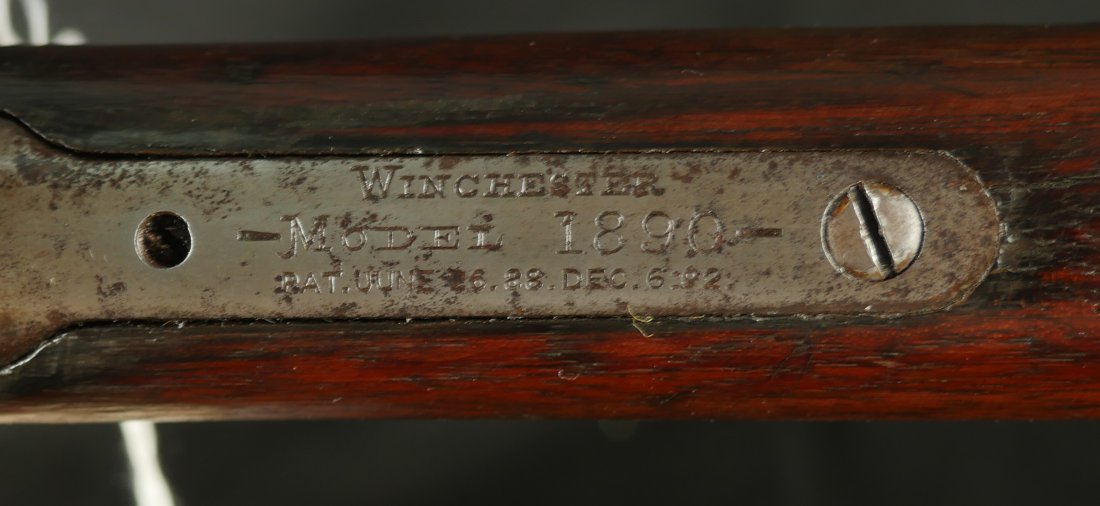 WINCHESTER
-MODEL 1890-
PAT. JUNE 26. 88. DEC. 6. 92